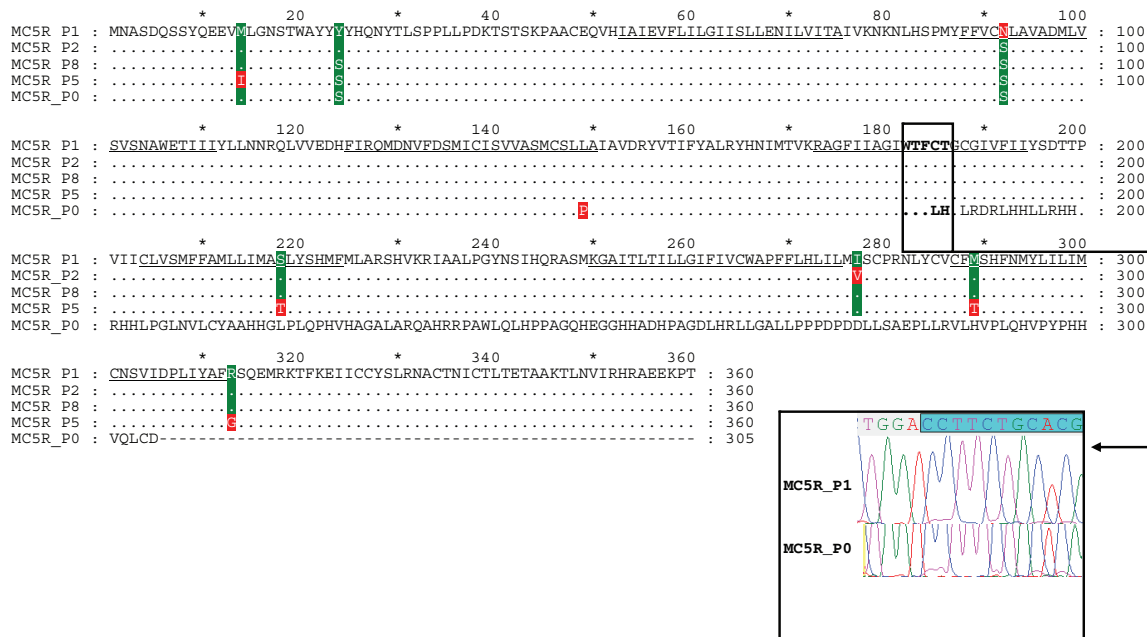 * 20 * 40 * 60 * 80 * 100
MC5R P1 : MNASDQSSYQEEVMLGNSTWAYYYYHQNYTLSPPLLPDKTSTSKPAACEQVHIAIEVFLILGIISLLENILVITAIVKNKNLHSPMYFFVCNLAVADMLV : 100
MC5R P2 : ...........................................................................................S........ : 100
MC5R P8 : .......................S...................................................................S........ : 100
MC5R P5 : .............I.........S...................................................................S........ : 100
MC5R_P0 : .......................S...................................................................S........
* 120 * 140 * 160 * 180 * 200
MC5R P1 : SVSNAWETIIIYLLNNRQLVVEDHFIRQMDNVFDSMICISVVASMCSLLAIAVDRYVTIFYALRYHNIMTVKRAGFIIAGIWTFCTGCGIVFIIYSDTTP : 200
MC5R P2 : .................................................................................................... : 200
MC5R P8 : .................................................................................................... : 200
MC5R P5 : .................................................................................................... : 200
MC5R_P0 : ................................................P...................................LH.LRDRLHHLLRHH. : 200
* 220 * 240 * 260 * 280 * 300
MC5R P1 : VIICLVSMFFAMLLIMASLYSHMFMLARSHVKRIAALPGYNSIHQRASMKGAITLTILLGIFIVCWAPFFLHLILMISCPRNLYCVCFMSHFNMYLILIM : 300
MC5R P2 : ............................................................................V....................... : 300
MC5R P8 : .................................................................................................... : 300
MC5R P5 : .................T......................................................................T........... : 300
MC5R_P0 : RHHLPGLNVLCYAAHHGLPLQPHVHAGALARQAHRRPAWLQLHPPAGQHEGGHHADHPAGDLHRLLGALLPPPDPDDLLSAEPLLRVLHVPLQHVPYPHH : 300
* 320 * 340 * 360
MC5R P1 : CNSVIDPLIYAFRSQEMRKTFKEIICCYSLRNACTNICTLTETAAKTLNVIRHRAEEKPT : 360
MC5R P2 : ............................................................ : 360
MC5R P8 : ............................................................ : 360
MC5R P5 : ............G............................................... : 360
MC5R_P0 : VQLCD------------------------------------------------------- : 305
TGGACCTTCTGCACG
MC5R_P1
MC5R_P0